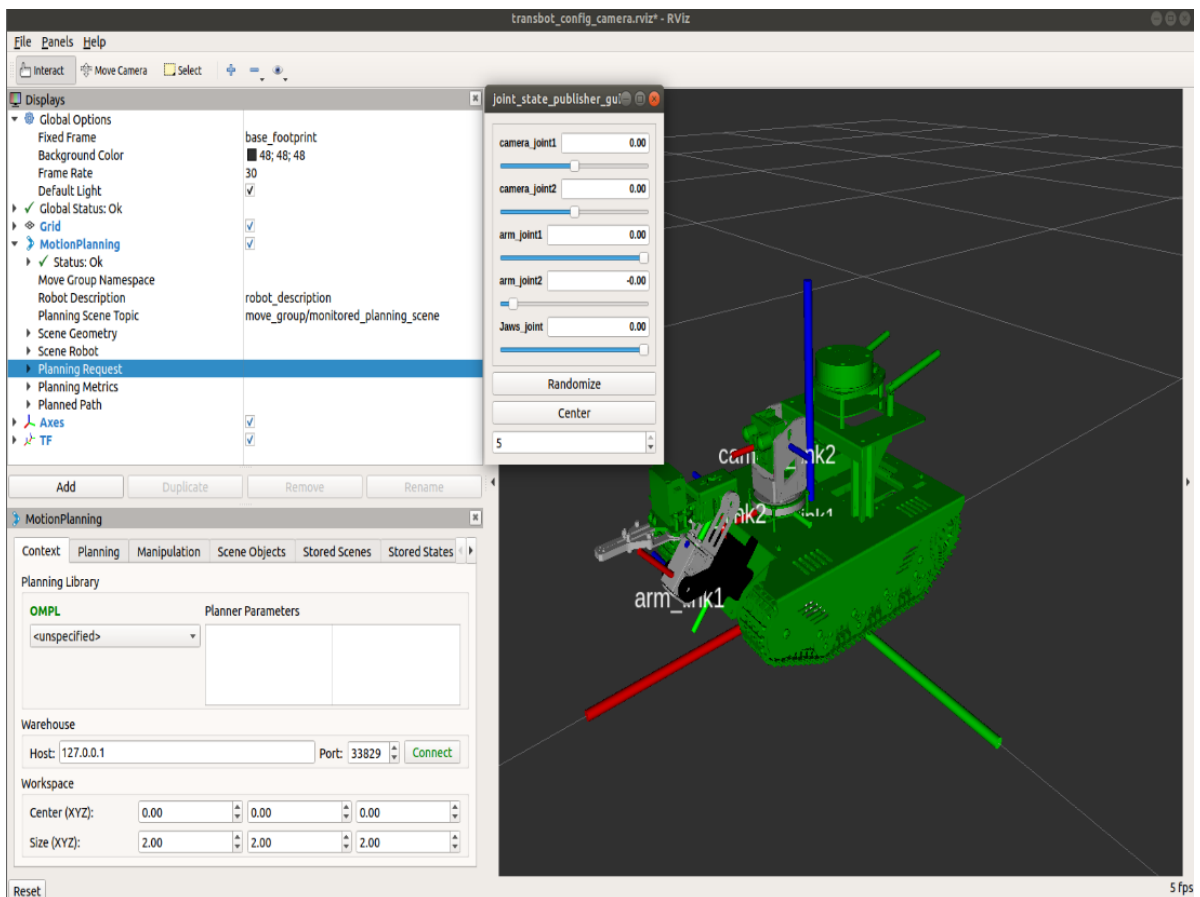 transbot_config_camera.rviz* - RViz
File Panels Help
Interact Move Camera Select
Displays
Global Options
Fixed Frame base_footprint
Background Color 48; 48; 48
Frame Rate 30
Default Light
Global Status: Ok
Grid
MotionPlanning
Status: Ok
Move Group Namespace
Robot Description robot_description
Planning Scene Topic move_group/monitored_planning_scene
Scene Geometry
Scene Robot
Planning Request
Planning Metrics
Planned Path
Axes
TF
Add Duplicate Remove Rename
MotionPlanning
Context Planning Manipulation Scene Objects Stored Scenes Stored States
Planning Library
OMPL Planner Parameters
<unspecified>
Warehouse
Host: 127.0.0.1 Port: 33829 Connect
Workspace
Center (XYZ): 0.00 0.00 0.00
Size (XYZ): 2.00 2.00 2.00
Reset
joint_state_publisher_gui
camera_joint1 0.00
camera_joint2 0.00
arm_joint1 0.00
arm_joint2 -0.00
Jaws_joint 0.00
Randomize
Center
5
5 fps